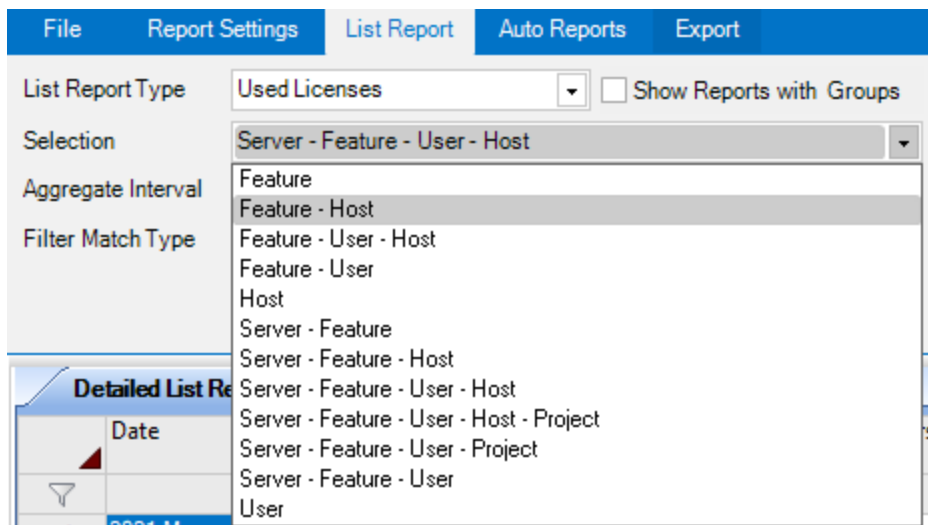 File Report Settings List Report Auto Reports Export
List Report Type Used Licenses Show Reports with Groups
Selection Server - Feature - User - Host
Aggregate Interval
Filter Match Type
Feature
Feature - Host
Feature - User - Host
Feature - User
Host
Server - Feature
Server - Feature - Host
Server - Feature - User - Host
Server - Feature - User - Host - Project
Server - Feature - User - Project
Server - Feature - User
User
Detailed List Re
Date